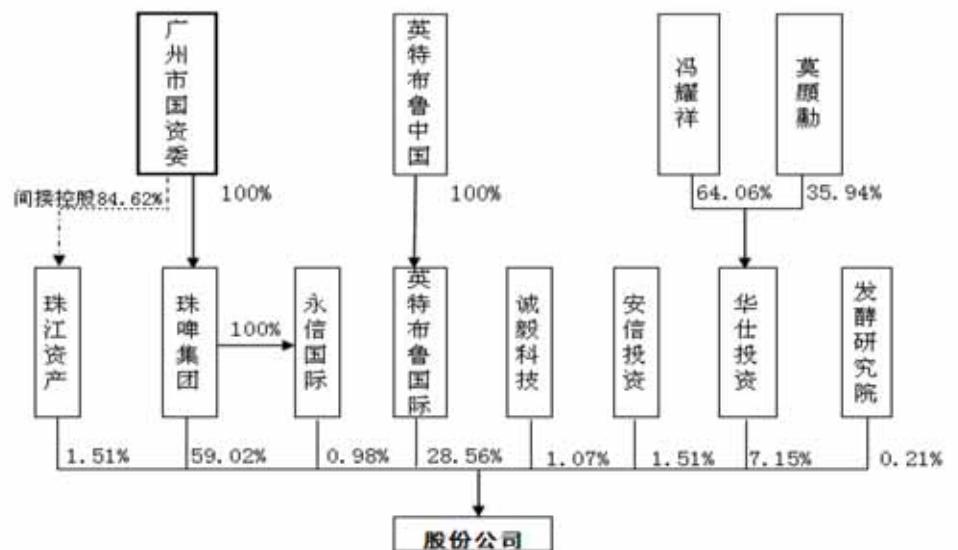 广州市国资委
英特布鲁中国
冯耀祥
莫颐勳
间接控股84.62%
100%
100%
64.06%
35.94%
珠江资产
珠啤集团
100%
永信国际
英特布鲁国际
诚毅科技
安信投资
华仕投资
发酵研究院
1.51%
59.02%
0.98%
28.56%
1.07%
1.51%
7.15%
0.21%
股份公司